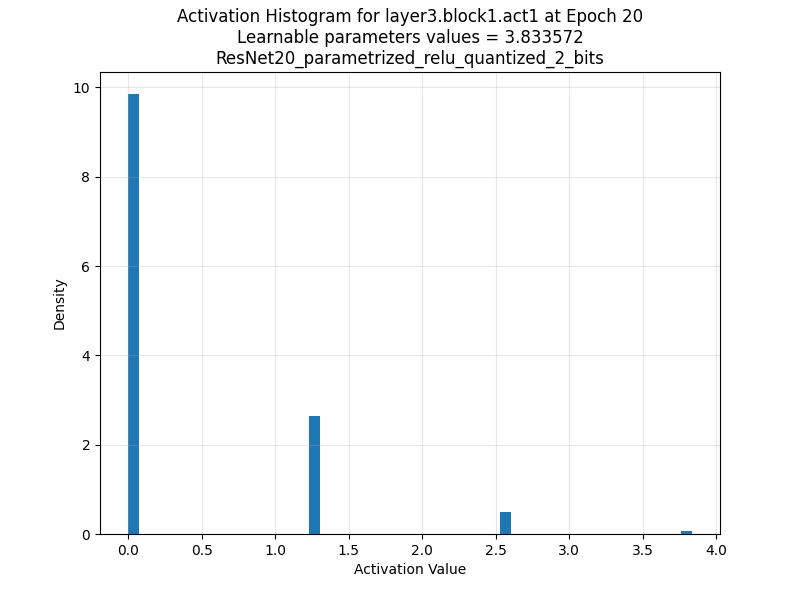 Activation Histogram for layer3.block1.act1 at Epoch 20
Learnable parameters values = 3.833572
ResNet20_parametrized_relu_quantized_2_bits
10
8
6
4
2
0
Density
0.0 0.5 1.0 1.5 2.0 2.5 3.0 3.5 4.0
Activation Value